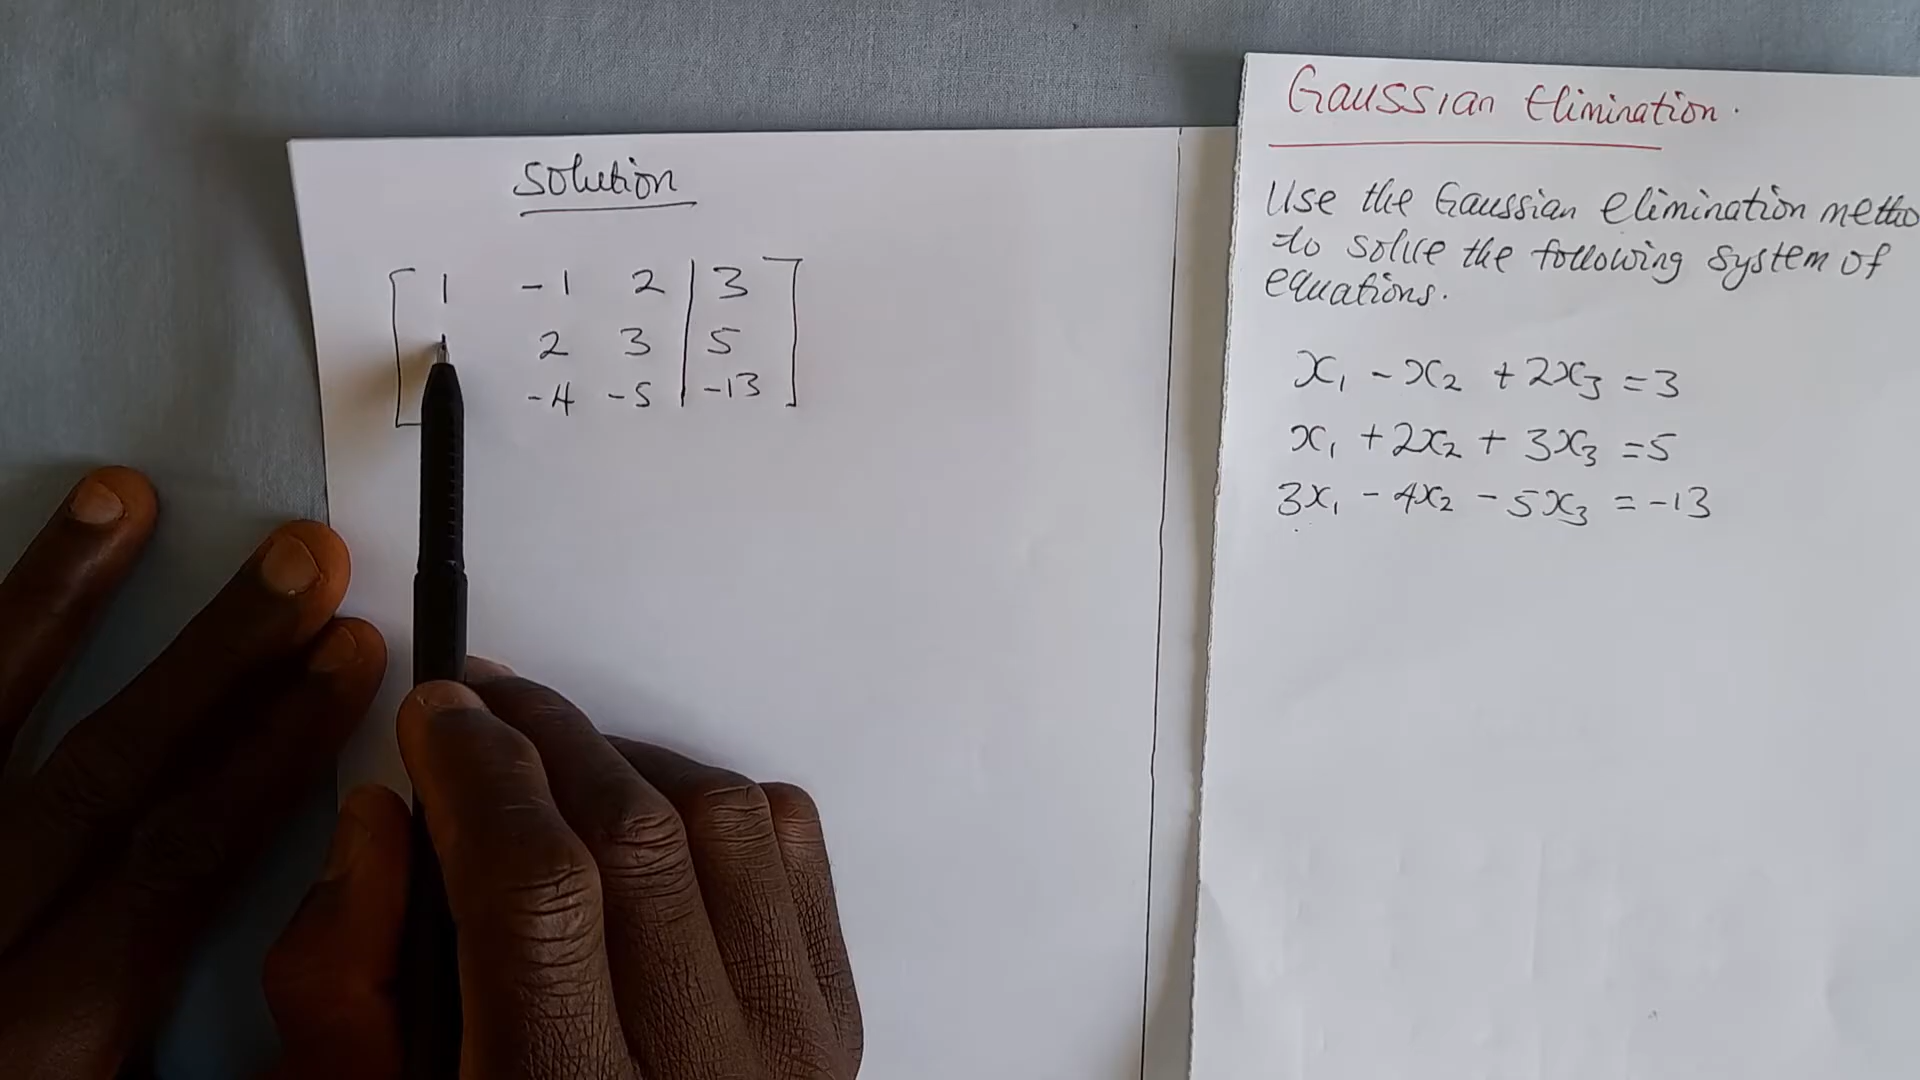 Solution
1 -1 2 | 3
2 3 | 5
-4 -5 | -13
Gaussian Elimination.
Use the Gaussian elimination metho
to solve the following system of
equations.
x₁ - x₂ + 2x₃ = 3
x₁ + 2x₂ + 3x₃ = 5
3x₁ - 4x₂ - 5x₃ = -13